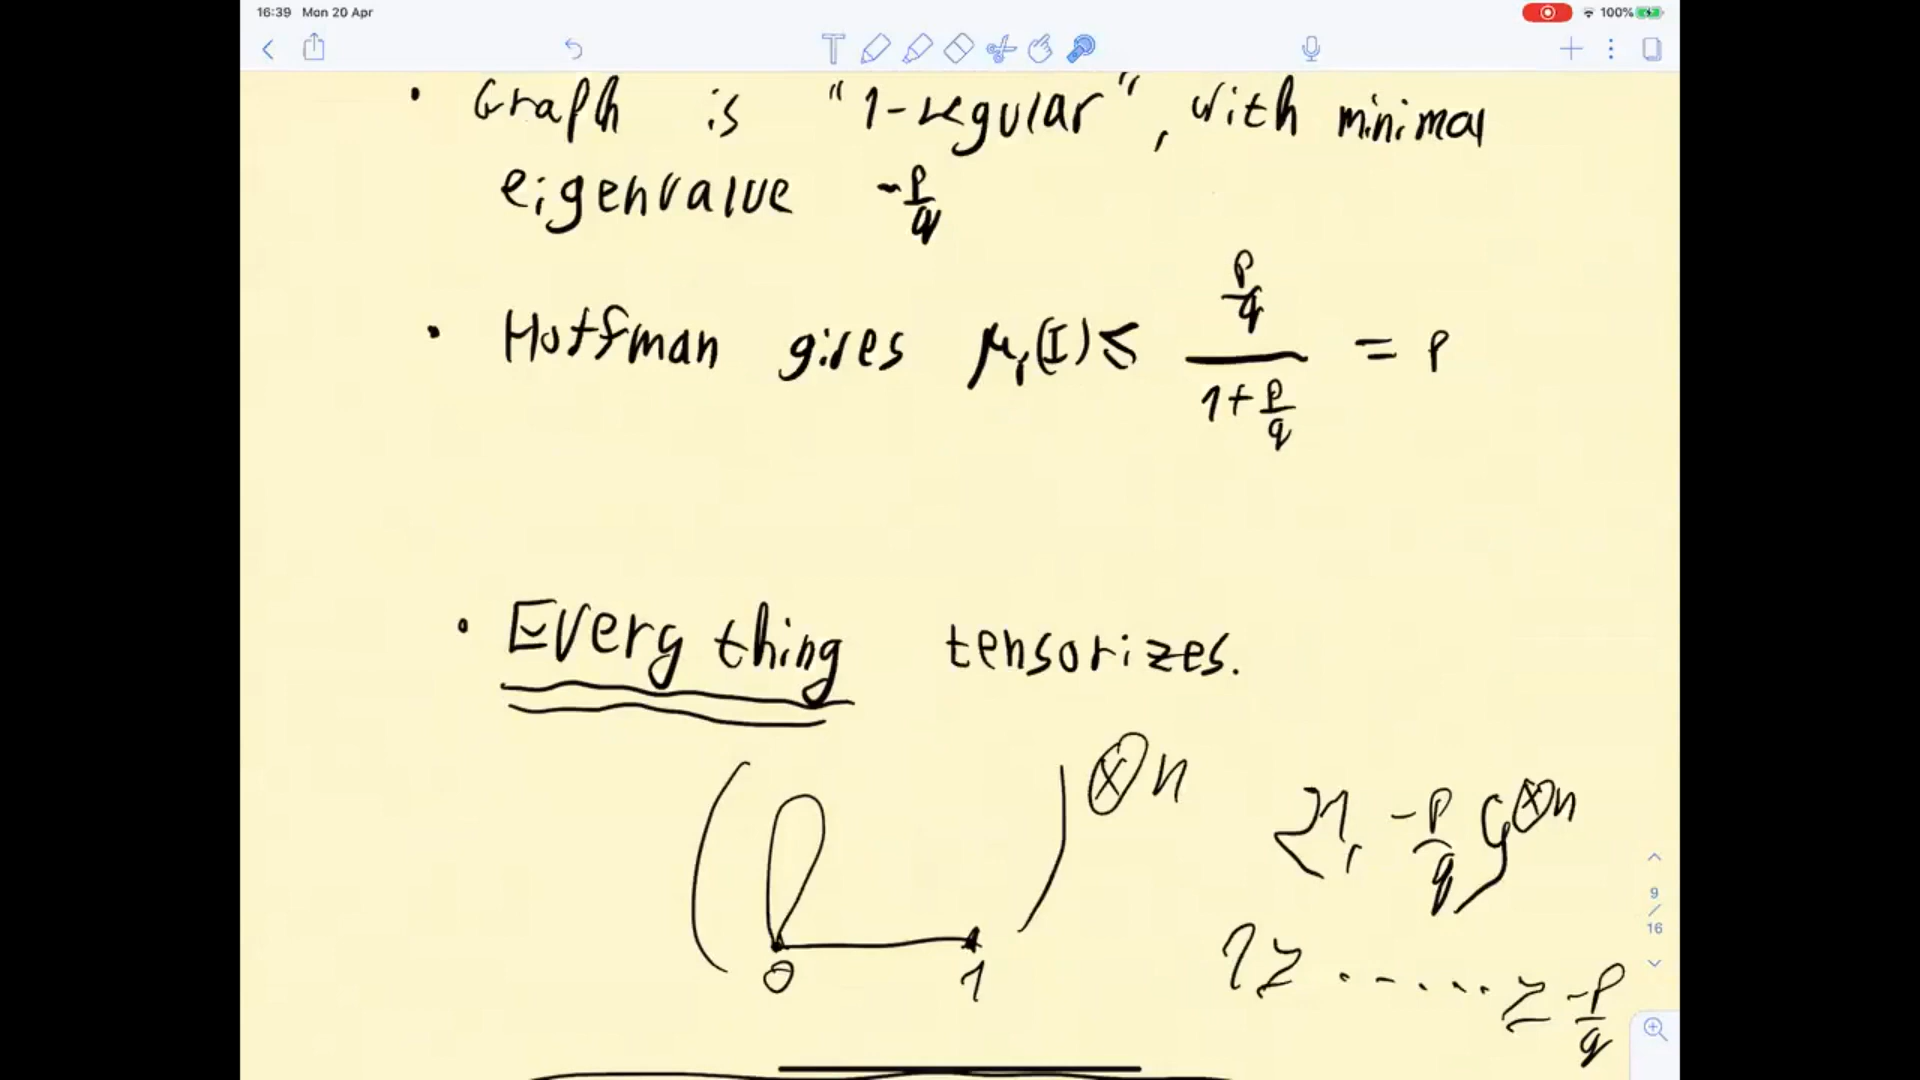 16:39 Mon 20 Apr 100%
T
• Graph is "1-regular", with minimal
eigenvalue -p/q
• Hoffman gives μ₁(I) ≤ (p/q)/(1+p/q) = p
• Everything tensorizes.
( )^⊗n
{1, -p/q}^⊗n
0 1
1 ≥ ...... ≥ -p/q
9
/
16